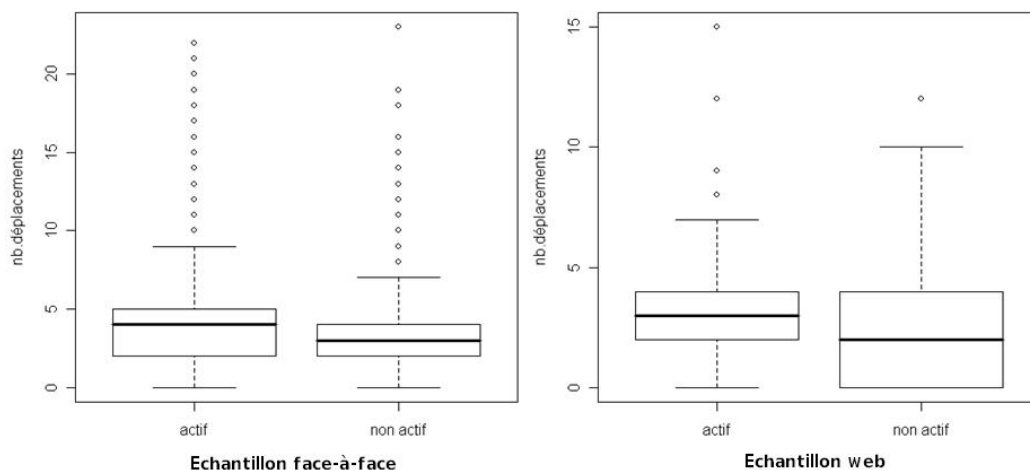 nb.déplacements
20
15
10
5
0
actif
non actif
Echantillon face-à-face
nb.déplacements
15
10
5
0
actif
non actif
Echantillon web